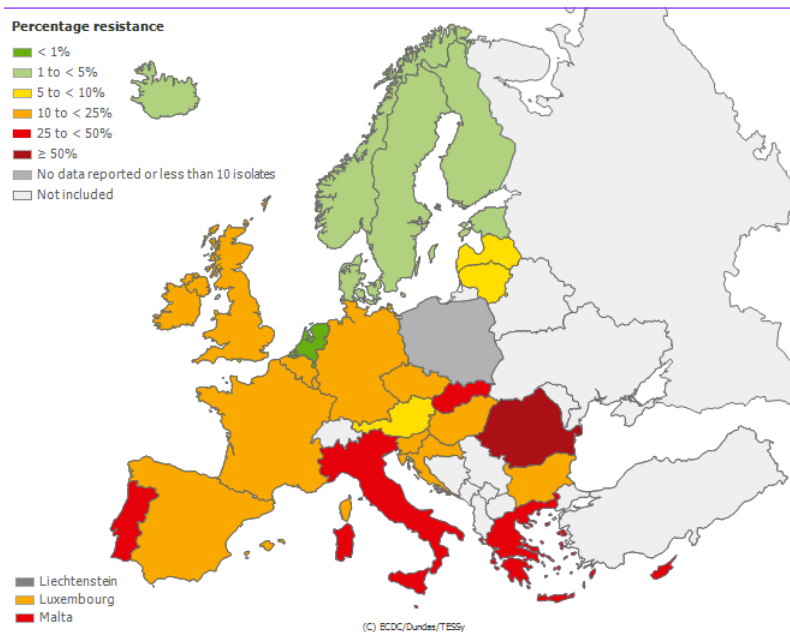 Percentage resistance
< 1%
1 to < 5%
5 to < 10%
10 to < 25%
25 to < 50%
≥ 50%
No data reported or less than 10 isolates
Not included
Liechtenstein
Luxembourg
Malta
(C) ECDC/Dundas/TESSy